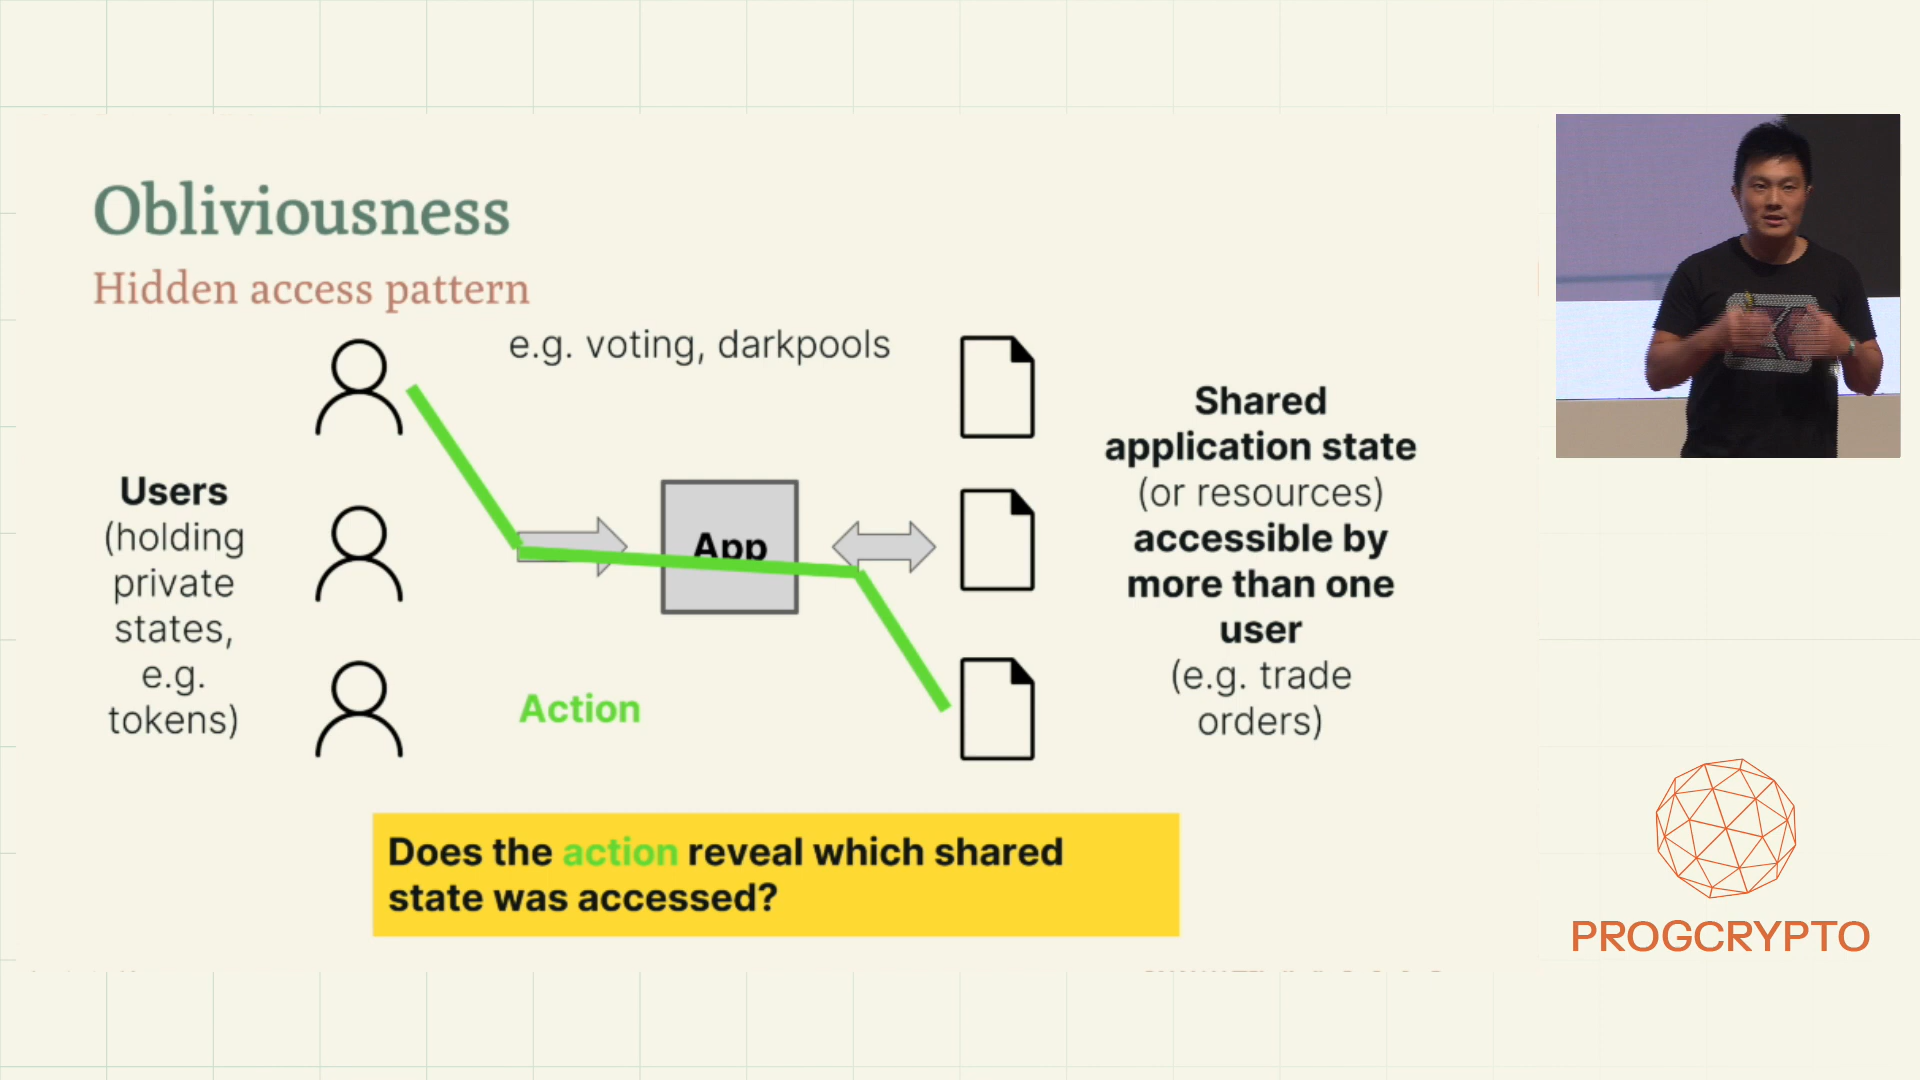 Obliviousness
Hidden access pattern
e.g. voting, darkpools
Users
(holding
private
states,
e.g.
tokens)
App
Action
Shared
application state
(or resources)
accessible by
more than one
user
(e.g. trade
orders)
Does the action reveal which shared
state was accessed?
PROGCRYPTO